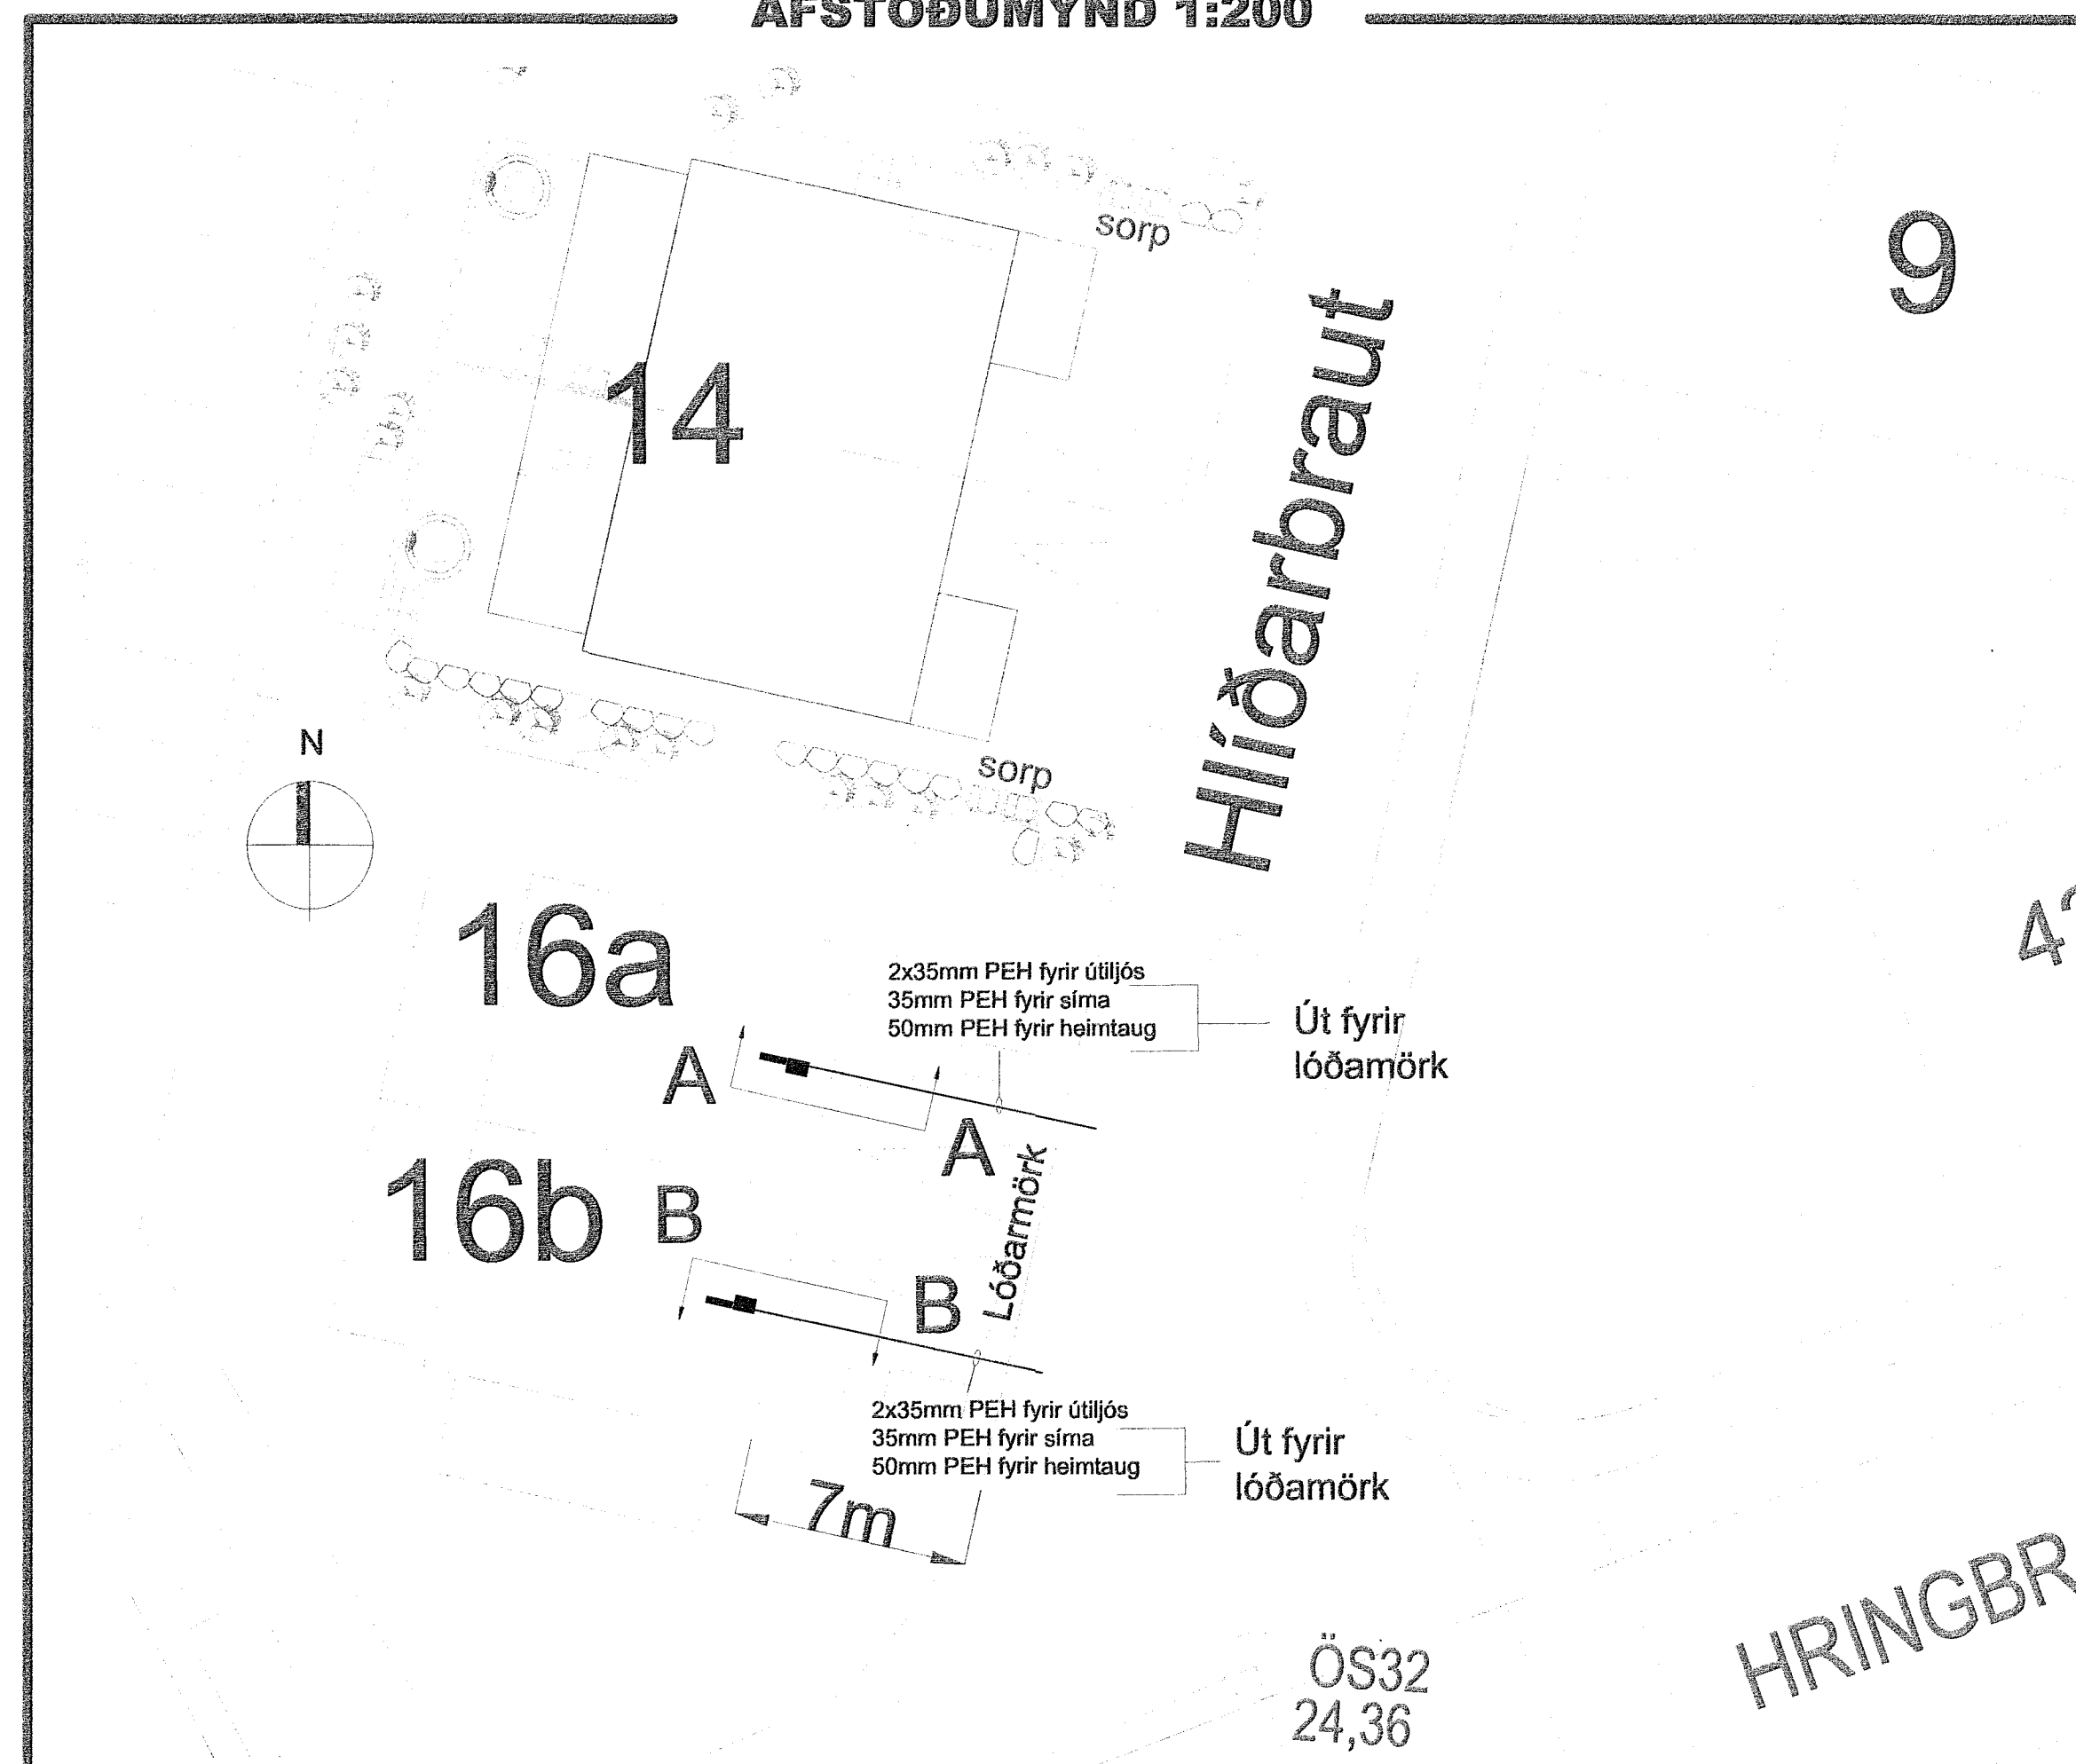 AFSTÖÐUMYND 1:200
sorp
9
14
Hlíðarbraut
N
sorp
16a
2x35mm PEH fyrir útiljós
35mm PEH fyrir síma
50mm PEH fyrir heimtaug
Út fyrir
lóðamörk
A
A
16b
B
B
Lóðarmörk
2x35mm PEH fyrir útiljós
35mm PEH fyrir síma
50mm PEH fyrir heimtaug
Út fyrir
lóðamörk
7m
HRINGBR
ÖS32
24,36